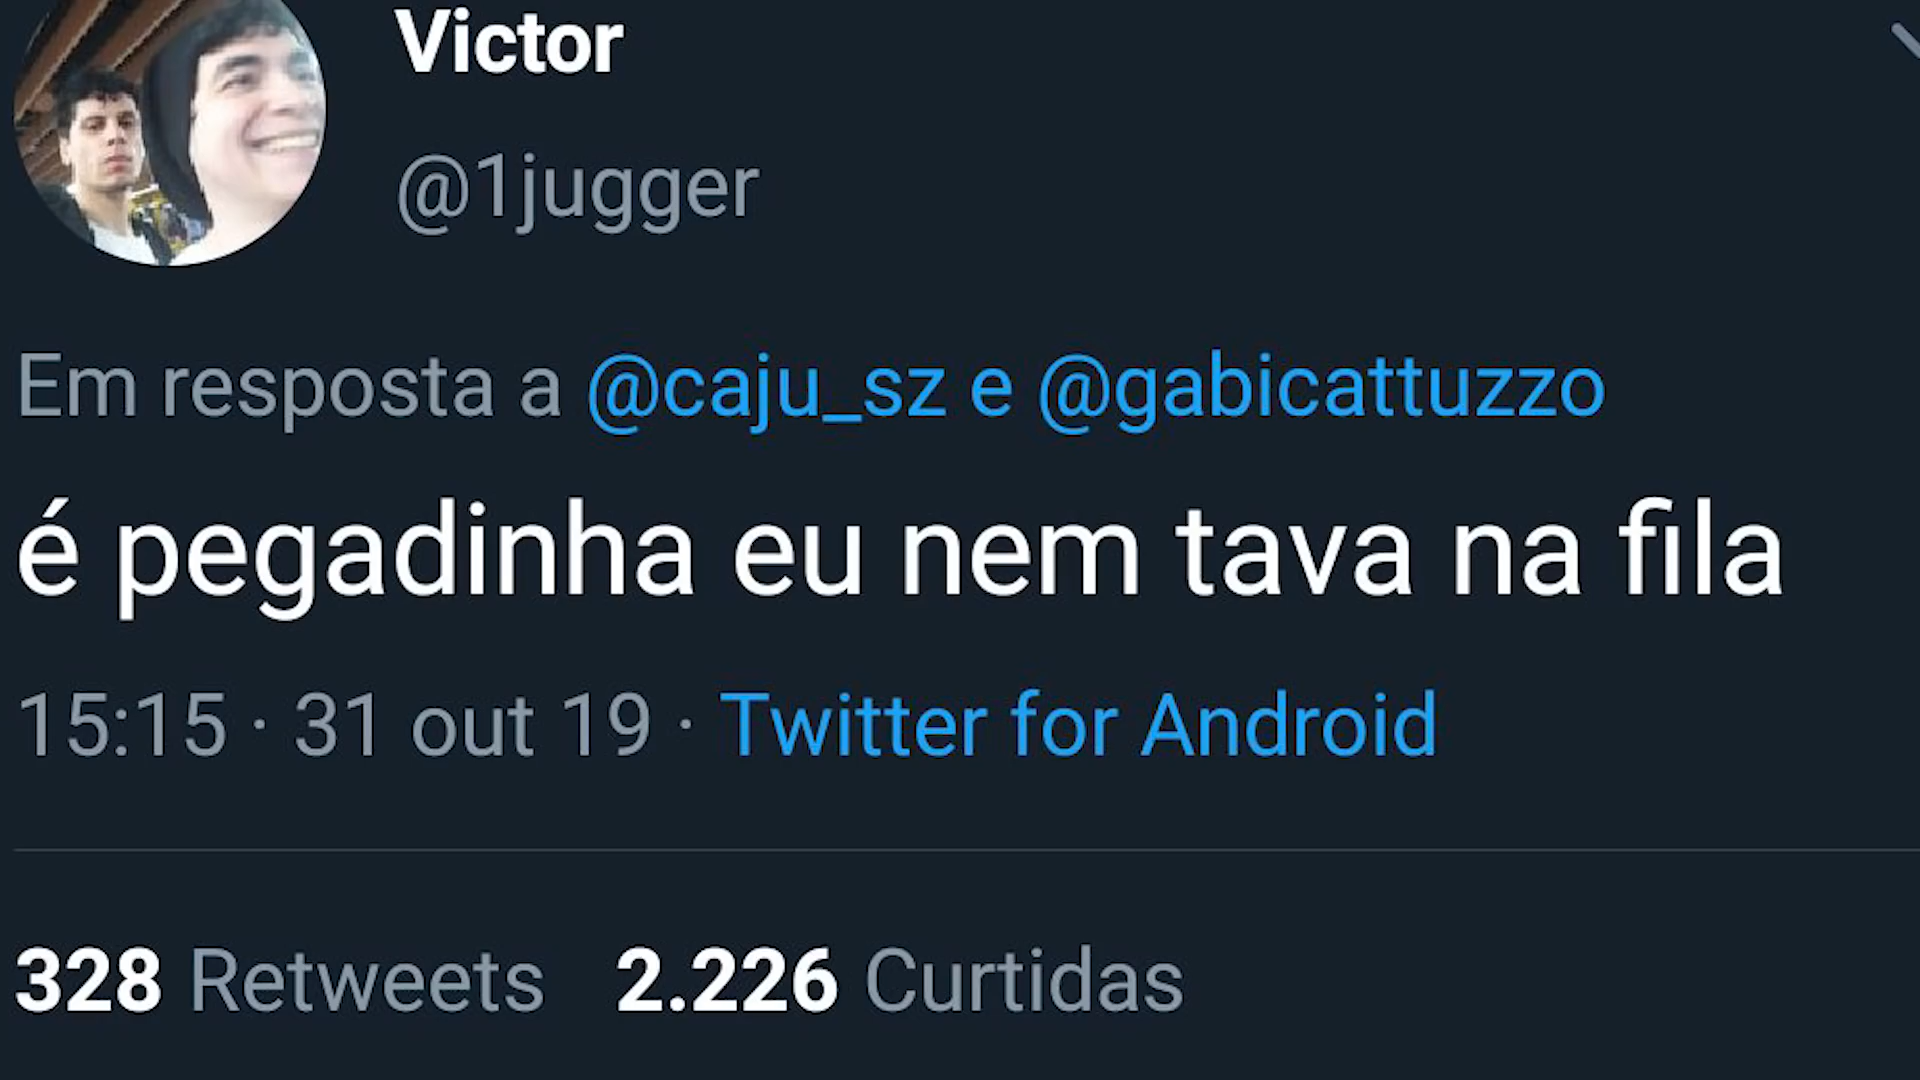 Victor
@1jugger
Em resposta a @caju_sz e @gabicattuzzo
é pegadinha eu nem tava na fila
15:15 · 31 out 19 · Twitter for Android
328 Retweets 2.226 Curtidas